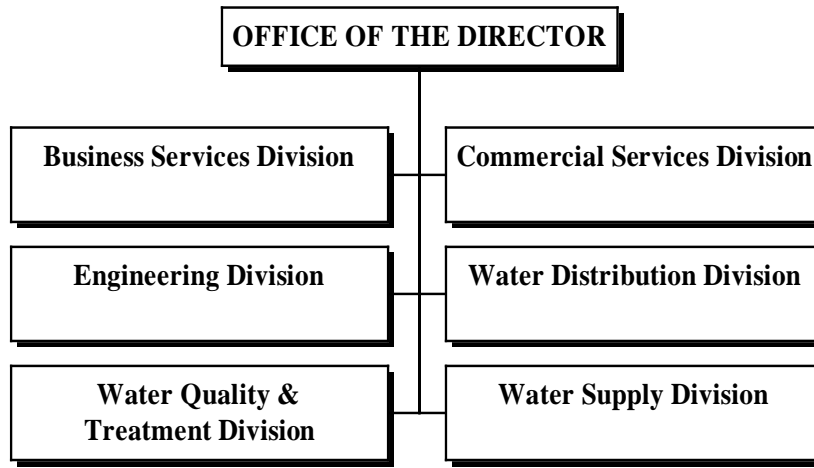 OFFICE OF THE DIRECTOR
Business Services Division
Commercial Services Division
Engineering Division
Water Distribution Division
Water Quality &
Treatment Division
Water Supply Division